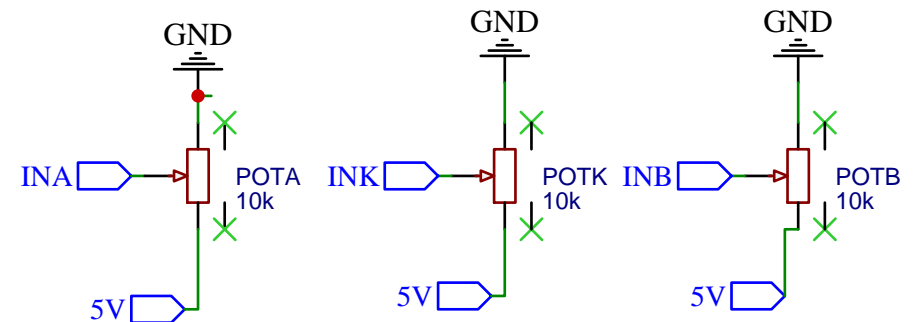 GND
GND
GND
INA
POTA
10k
INK
POTK
10k
INB
POTB
10k
5V
5V
5V